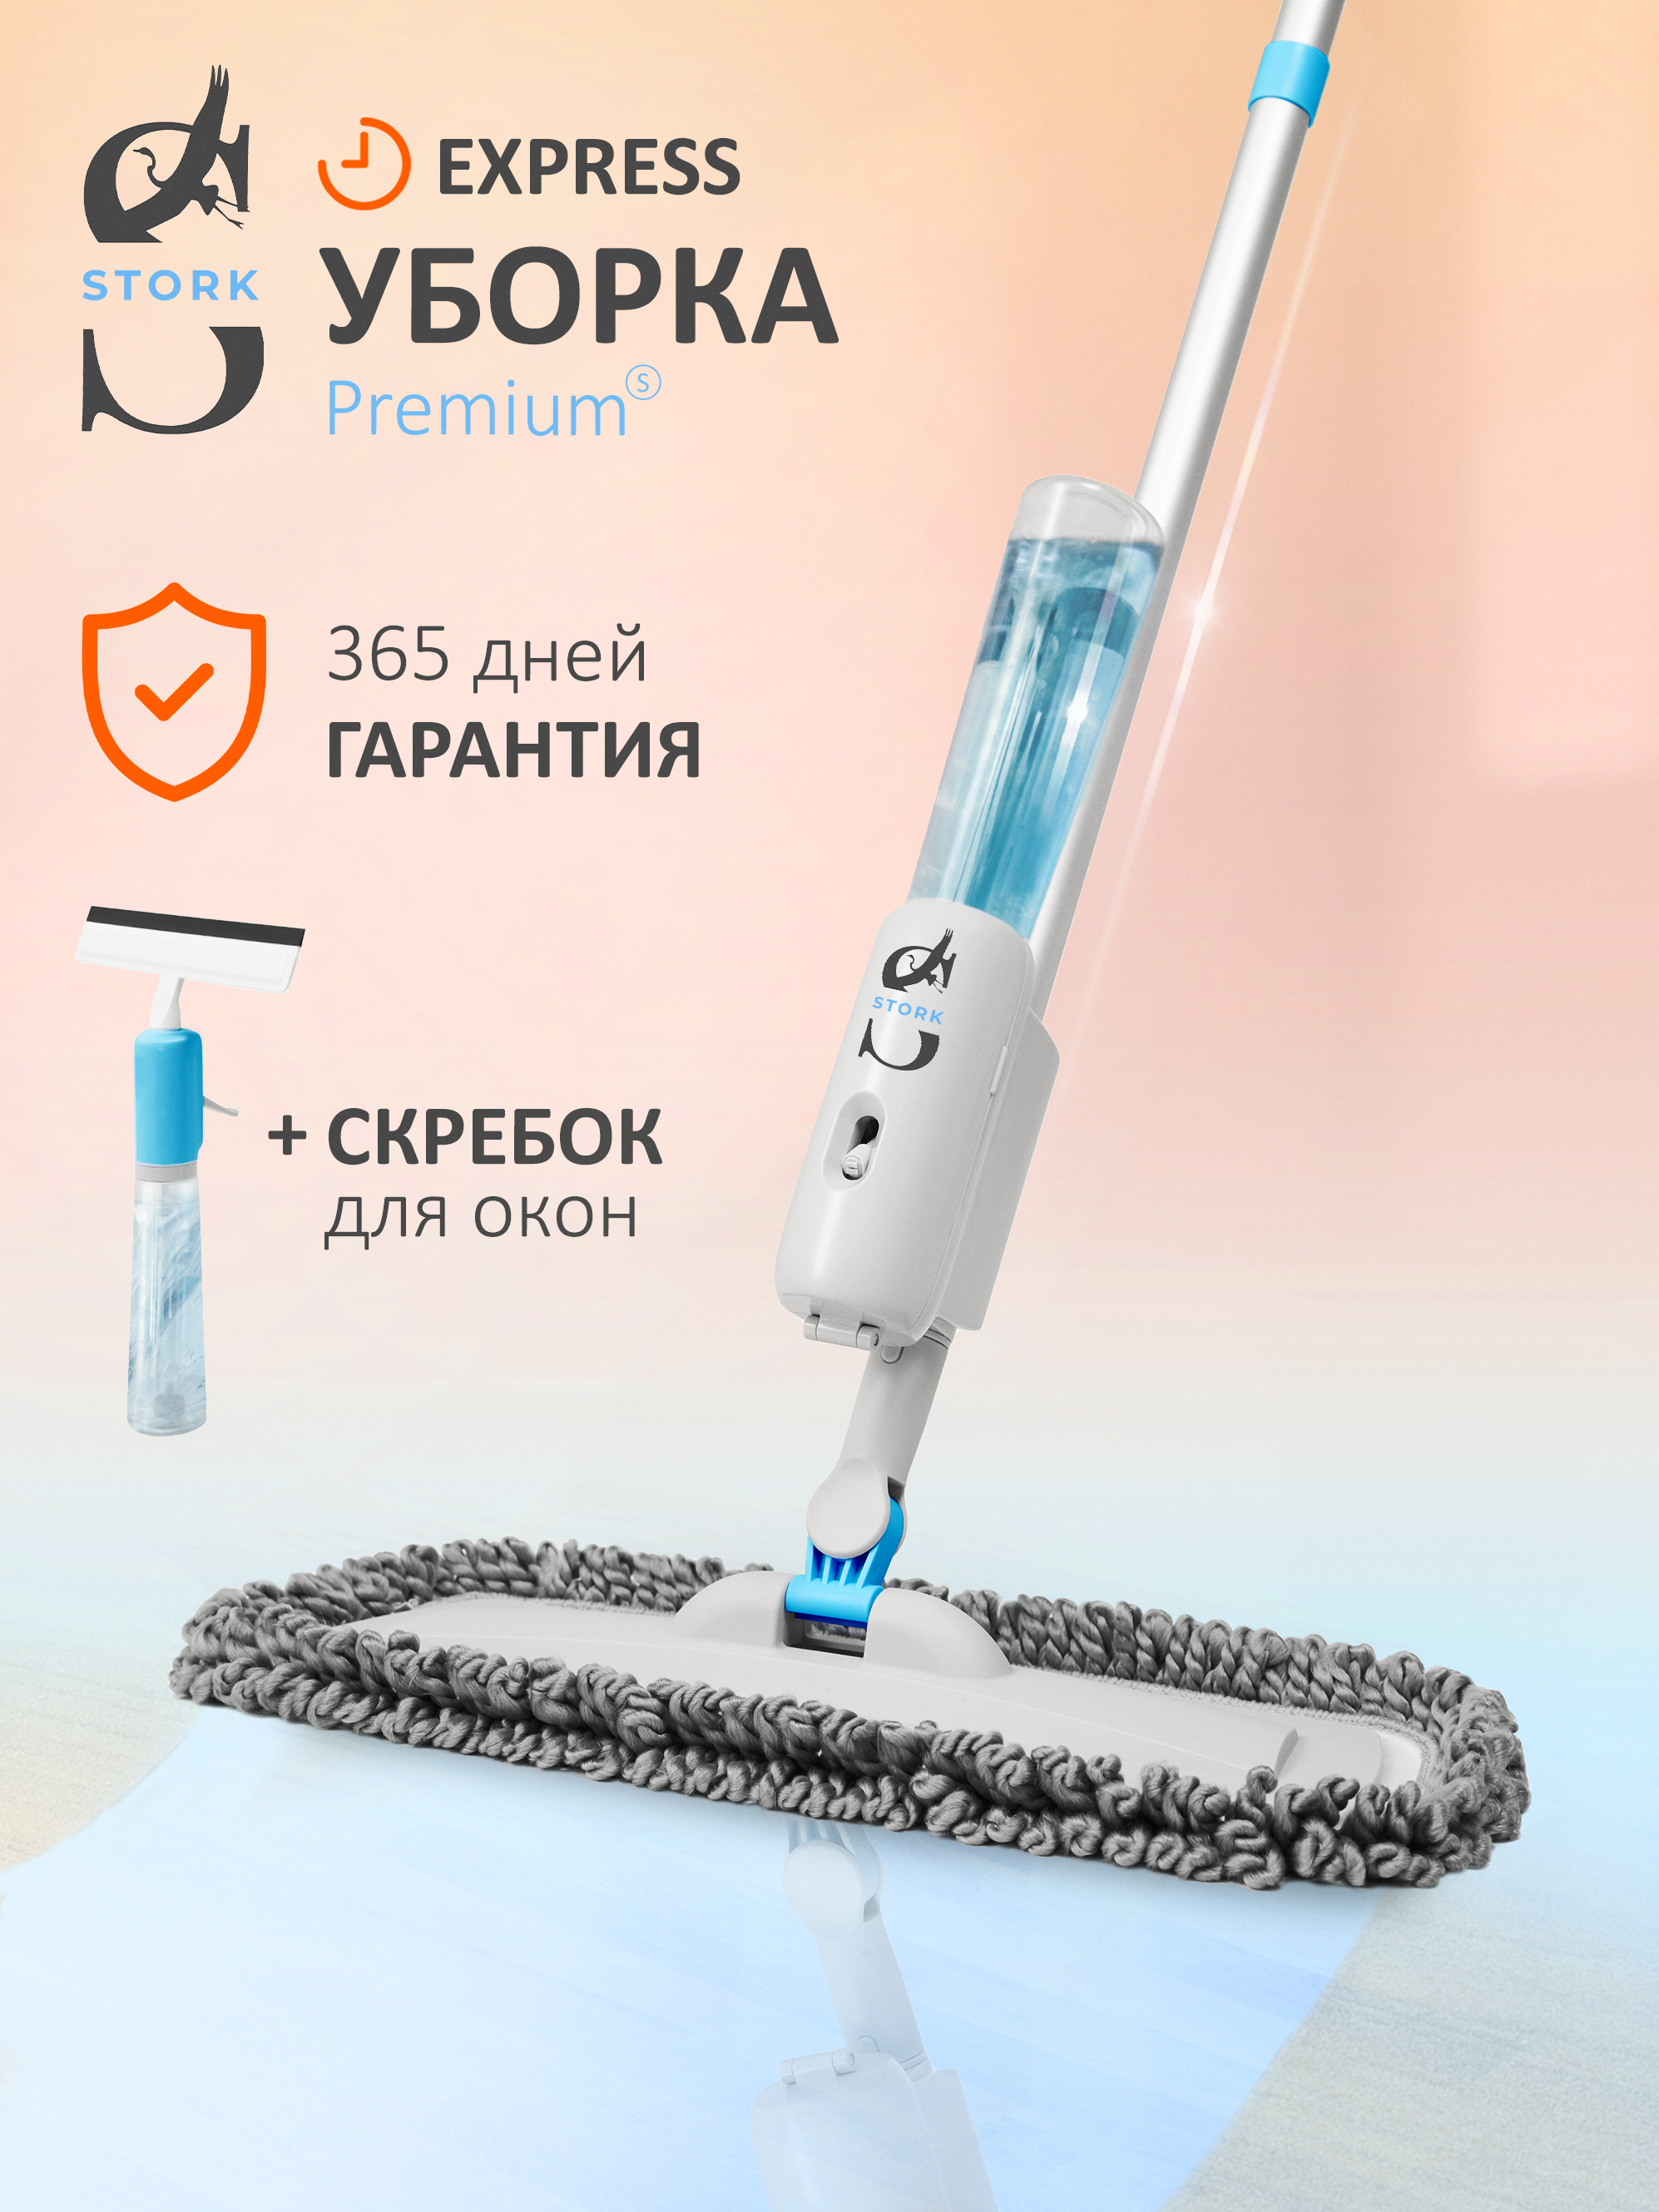 STORK
EXPRESS
УБОРКА
Premium Ⓢ
365 дней
ГАРАНТИЯ
+ СКРЕБОК
для окон
STORK